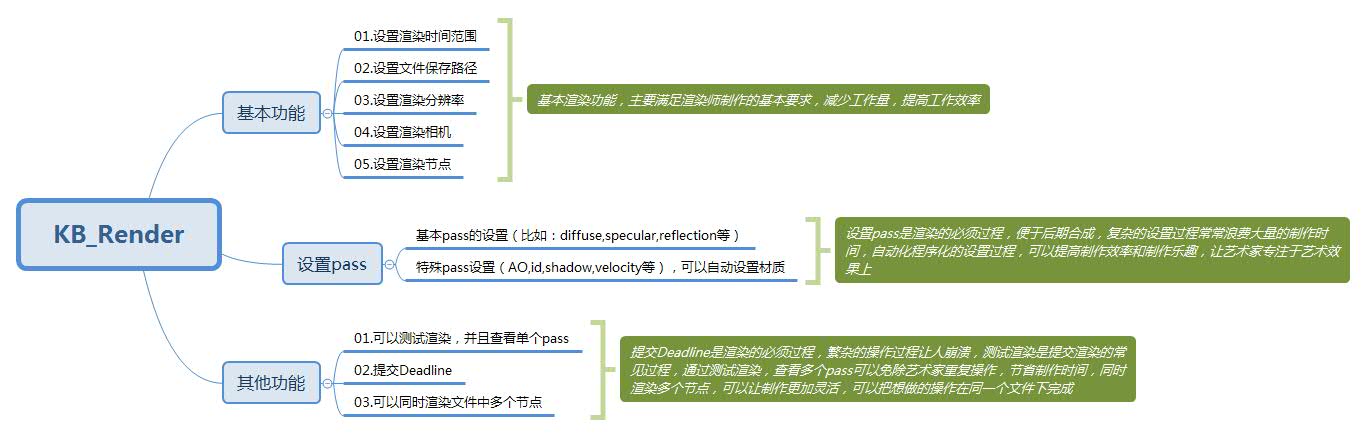 KB_Render
基本功能
01.设置渲染时间范围
02.设置文件保存路径
03.设置渲染分辨率
04.设置渲染相机
05.设置渲染节点
基本渲染功能，主要满足渲染师制作的基本要求，减少工作量，提高工作效率
设置pass
基本pass的设置（比如：diffuse,specular,reflection等）
特殊pass设置（AO,id,shadow,velocity等），可以自动设置材质
设置pass是渲染的必须过程，便于后期合成，复杂的设置过程常常浪费大量的制作时
间，自动化程序化的设置过程，可以提高制作效率和制作乐趣，让艺术家专注于艺术效
果上
其他功能
01.可以测试渲染，并且查看单个pass
02.提交Deadline
03.可以同时渲染文件中多个节点
提交Deadline是渲染的必须过程，繁杂的操作过程让人崩溃，测试渲染是提交渲染的常
见过程，通过测试渲染，查看多个pass可以免除艺术家重复操作，节省制作时间，同时
渲染多个节点，可以让制作更加灵活，可以把想做的操作在同一个文件下完成